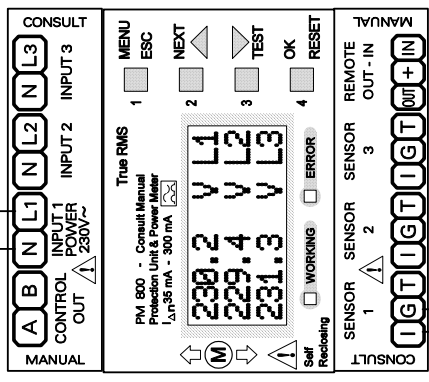 MANUAL
CONSULT
A B
N L1
N L2
N L3
CONTROL
OUT
INPUT 1
POWER
230V~
INPUT 2
INPUT 3
PM 800 - Consult Manual
Protection Unit & Power Meter
I Δn 35 mA - 300 mA
True RMS
230.2 V L1
229.4 V L2
231.3 V L3
M
Self
Reclosing
WORKING
ERROR
1
MENU
ESC
2
NEXT
3
TEST
4
OK
RESET
SENSOR
1
SENSOR
2
SENSOR
3
REMOTE
OUT - IN
I G T
I G T
I G T
OUT + IN
CONSULT
MANUAL